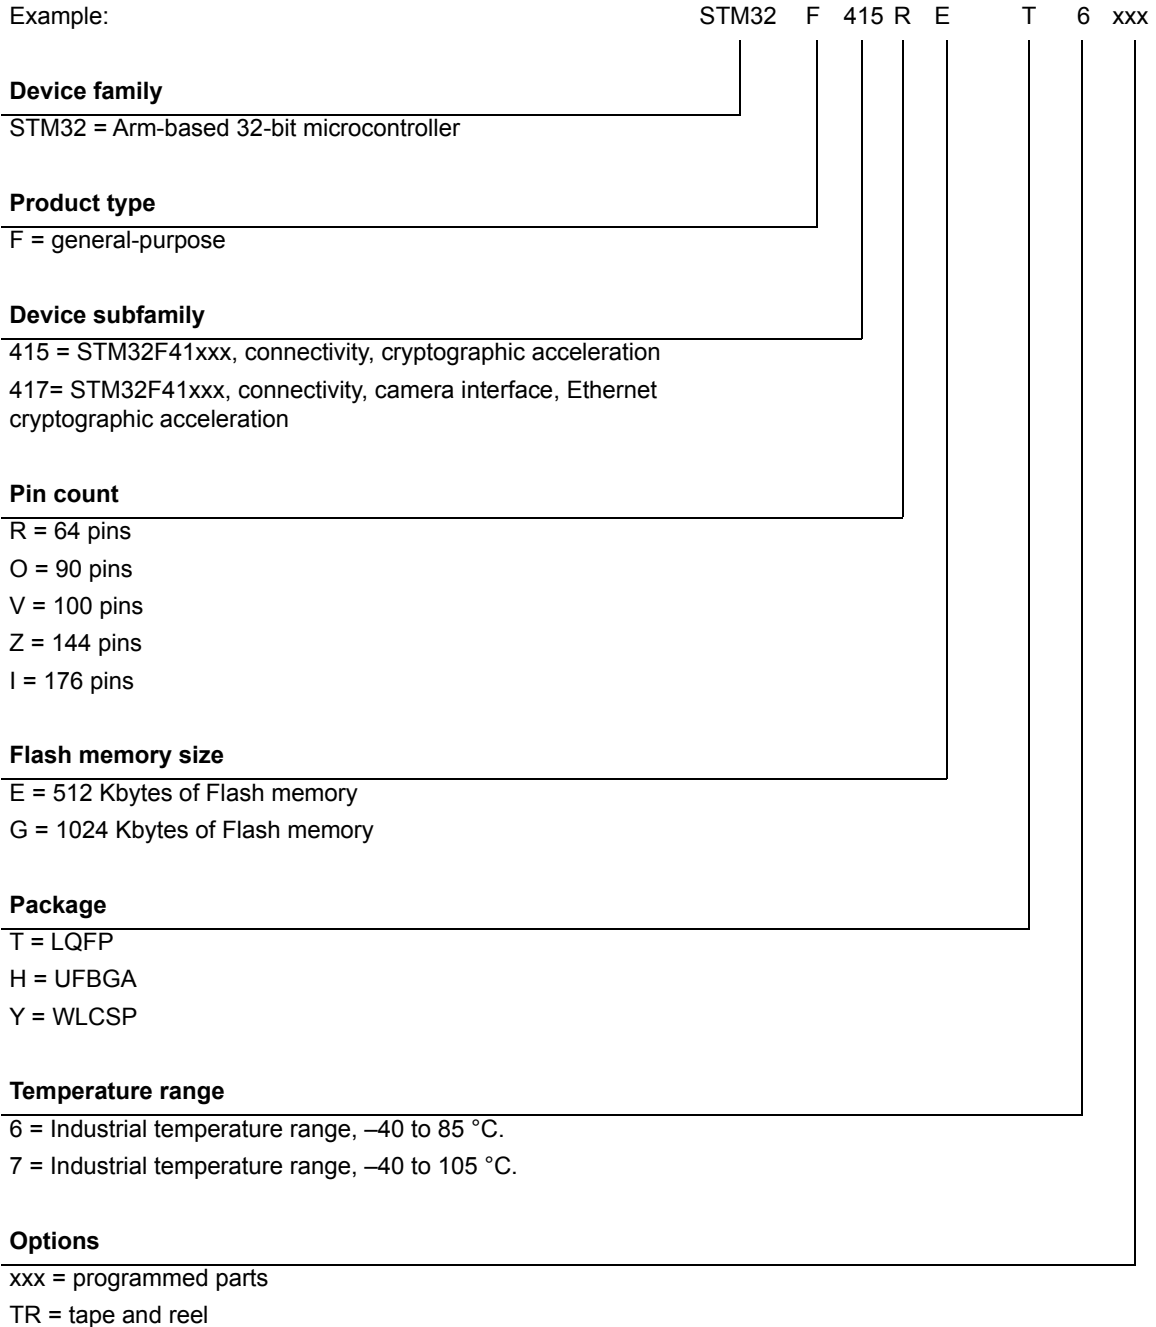 Example: STM32 F 415 R E T 6 xxx
Device family
STM32 = Arm-based 32-bit microcontroller
Product type
F = general-purpose
Device subfamily
415 = STM32F41xxx, connectivity, cryptographic acceleration
417= STM32F41xxx, connectivity, camera interface, Ethernet
cryptographic acceleration
Pin count
R = 64 pins
O = 90 pins
V = 100 pins
Z = 144 pins
I = 176 pins
Flash memory size
E = 512 Kbytes of Flash memory
G = 1024 Kbytes of Flash memory
Package
T = LQFP
H = UFBGA
Y = WLCSP
Temperature range
6 = Industrial temperature range, –40 to 85 °C.
7 = Industrial temperature range, –40 to 105 °C.
Options
xxx = programmed parts
TR = tape and reel